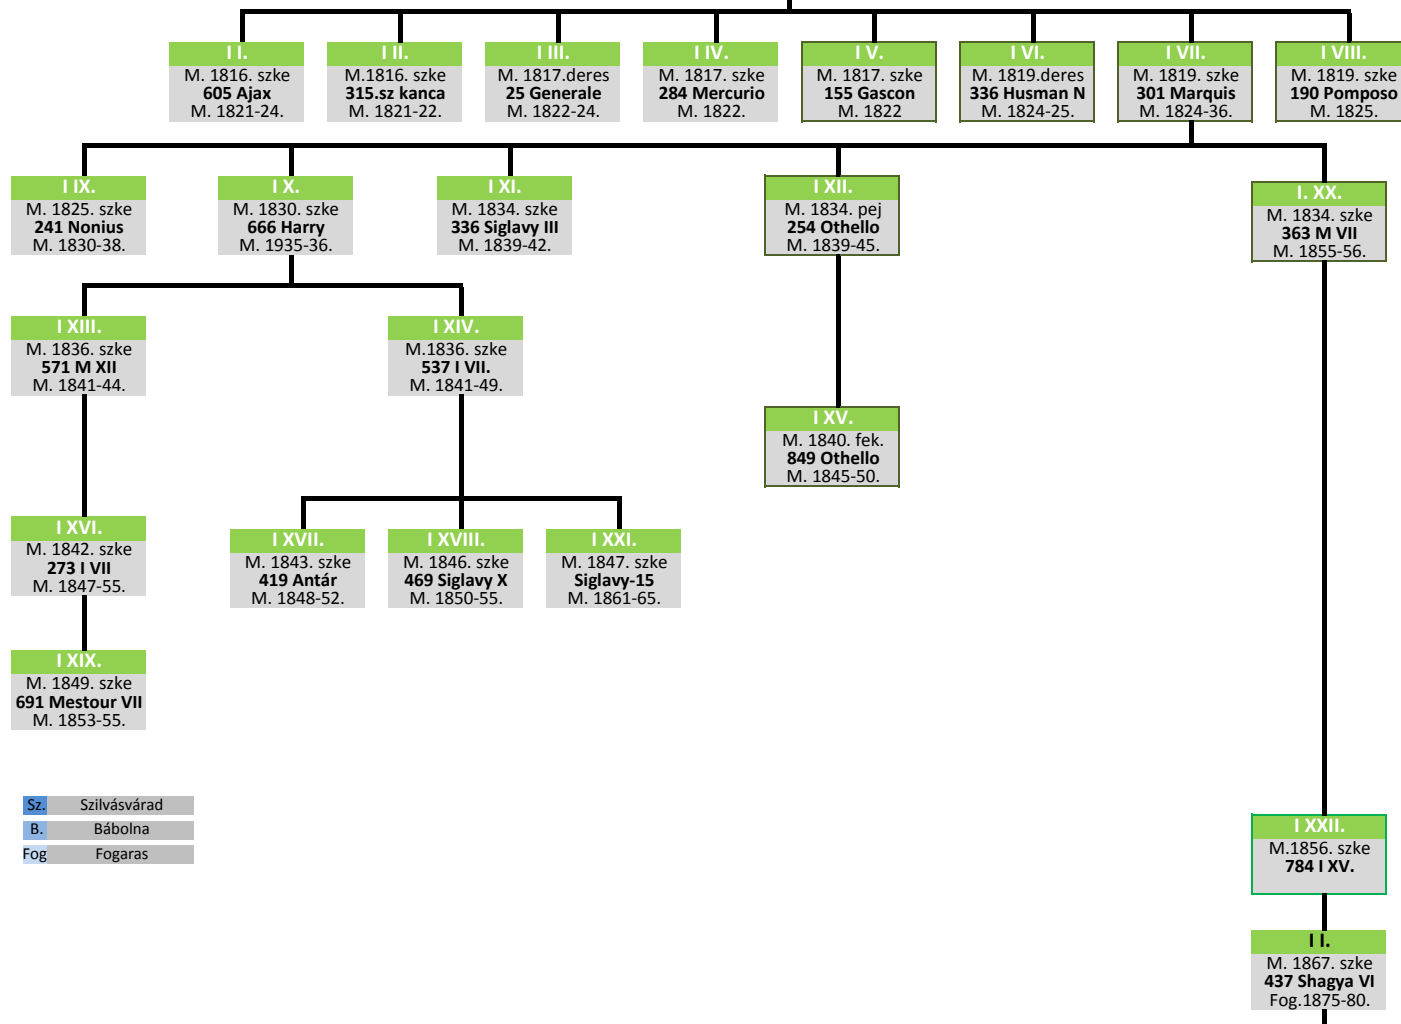 I I.
M. 1816. szke
605 Ajax
M. 1821-24.
I II.
M.1816. szke
315.sz kanca
M. 1821-22.
I III.
M. 1817.deres
25 Generale
M. 1822-24.
I IV.
M. 1817. szke
284 Mercurio
M. 1822.
I V.
M. 1817. szke
155 Gascon
M. 1822
I VI.
M. 1819.deres
336 Husman N
M. 1824-25.
I VII.
M. 1819. szke
301 Marquis
M. 1824-36.
I VIII.
M. 1819. szke
190 Pomposo
M. 1825.
I IX.
M. 1825. szke
241 Nonius
M. 1830-38.
I X.
M. 1830. szke
666 Harry
M. 1935-36.
I XI.
M. 1834. szke
336 Siglavy III
M. 1839-42.
I XII.
M. 1834. pej
254 Othello
M. 1839-45.
I. XX.
M. 1834. szke
363 M VII
M. 1855-56.
I XIII.
M. 1836. szke
571 M XII
M. 1841-44.
I XIV.
M.1836. szke
537 I VII.
M. 1841-49.
I XV.
M. 1840. fek.
849 Othello
M. 1845-50.
I XVI.
M. 1842. szke
273 I VII
M. 1847-55.
I XVII.
M. 1843. szke
419 Antár
M. 1848-52.
I XVIII.
M. 1846. szke
469 Siglavy X
M. 1850-55.
I XXI.
M. 1847. szke
Siglavy-15
M. 1861-65.
I XIX.
M. 1849. szke
691 Mestour VII
M. 1853-55.
Sz. Szilvásvárad
B. Bábolna
Fog Fogaras
I XXII.
M.1856. szke
784 I XV.
I I.
M. 1867. szke
437 Shagya VI
Fog.1875-80.